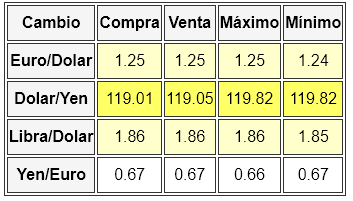 Cambio Compra Venta Máximo Mínimo
Euro/Dolar 1.25 1.25 1.25 1.24
Dolar/Yen 119.01 119.05 119.82 119.82
Libra/Dolar 1.86 1.86 1.86 1.85
Yen/Euro 0.67 0.67 0.66 0.67